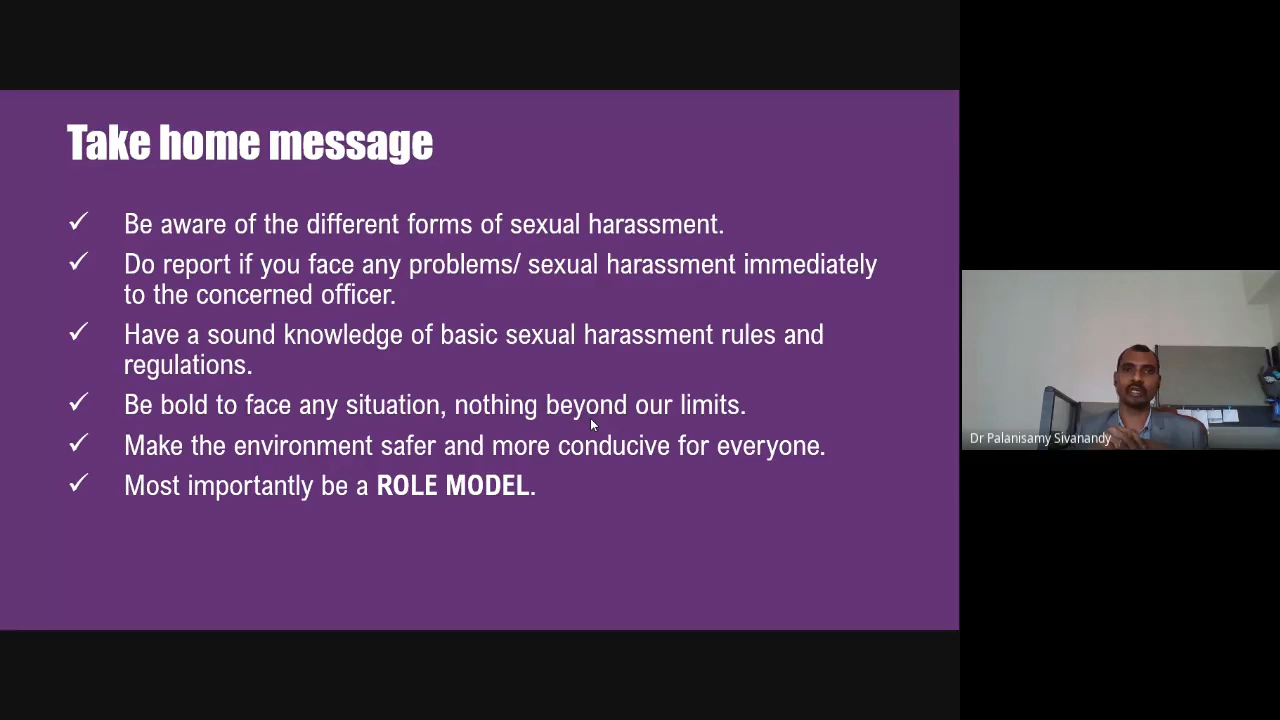 Take home message
✓ Be aware of the different forms of sexual harassment.
✓ Do report if you face any problems/ sexual harassment immediately
to the concerned officer.
✓ Have a sound knowledge of basic sexual harassment rules and
regulations.
✓ Be bold to face any situation, nothing beyond our limits.
✓ Make the environment safer and more conducive for everyone.
✓ Most importantly be a ROLE MODEL.
Dr Palanisamy Sivanandy